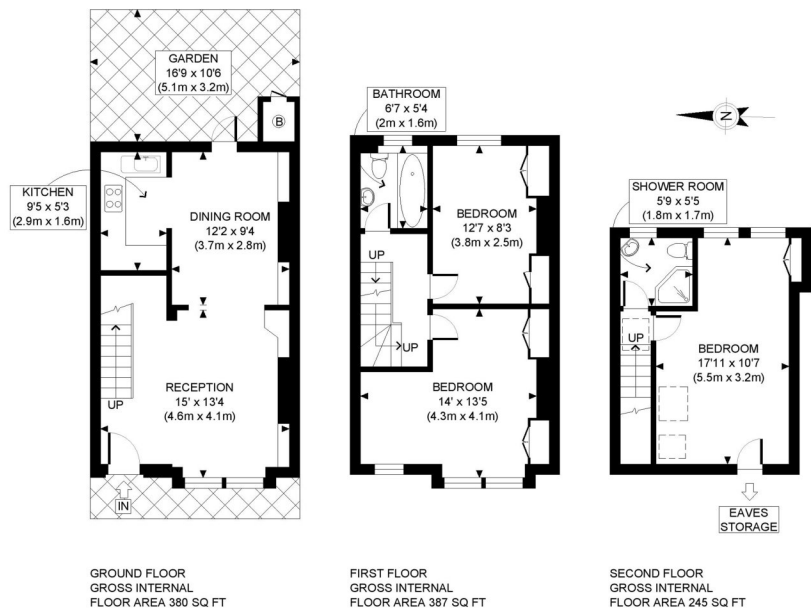 GARDEN
16'9 x 10'6
(5.1m x 3.2m)
B
KITCHEN
9'5 x 5'3
(2.9m x 1.6m)
DINING ROOM
12'2 x 9'4
(3.7m x 2.8m)
RECEPTION
15' x 13'4
(4.6m x 4.1m)
UP
IN
GROUND FLOOR
GROSS INTERNAL
FLOOR AREA 380 SQ FT
BATHROOM
6'7 x 5'4
(2m x 1.6m)
BEDROOM
12'7 x 8'3
(3.8m x 2.5m)
UP
UP
BEDROOM
14' x 13'5
(4.3m x 4.1m)
FIRST FLOOR
GROSS INTERNAL
FLOOR AREA 387 SQ FT
N
SHOWER ROOM
5'9 x 5'5
(1.8m x 1.7m)
UP
BEDROOM
17'11 x 10'7
(5.5m x 3.2m)
EAVES
STORAGE
SECOND FLOOR
GROSS INTERNAL
FLOOR AREA 245 SQ FT